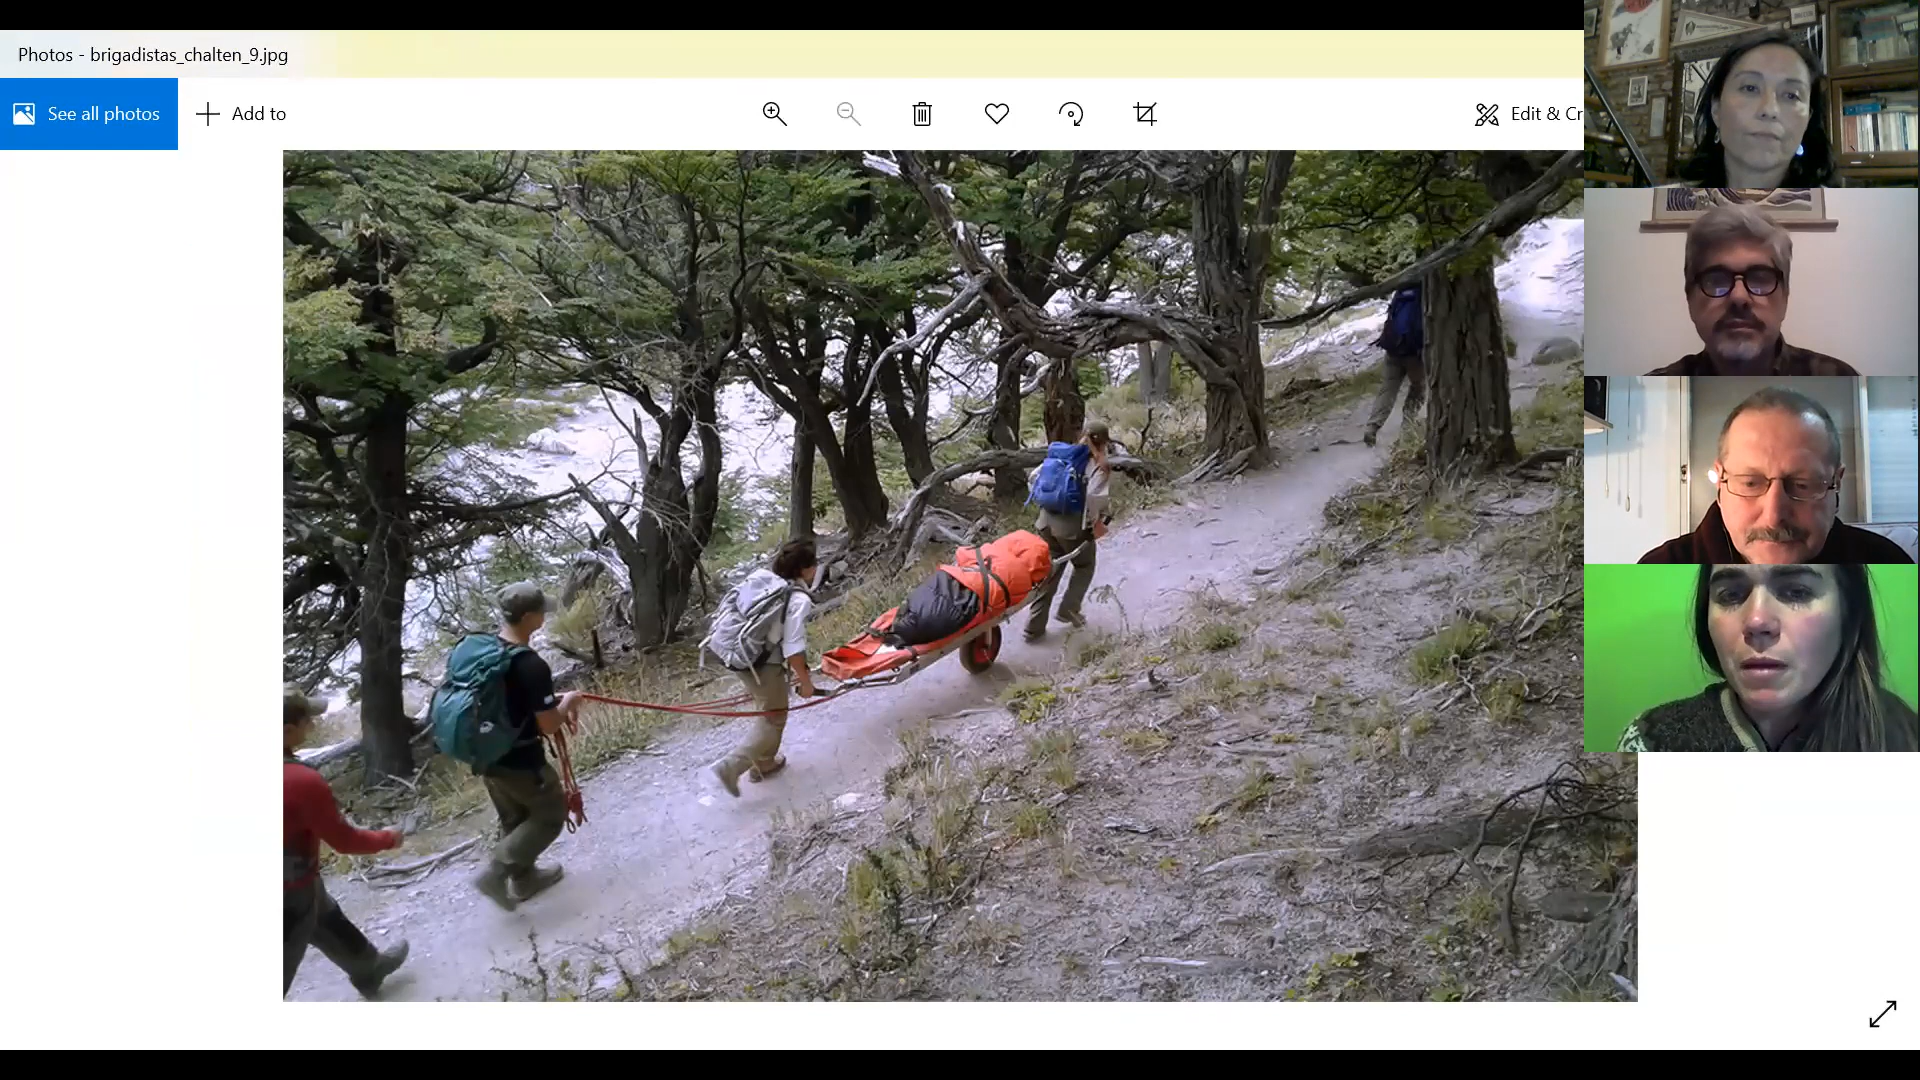 Photos - brigadistas_chalten_9.jpg
See all photos
Add to
Edit & Cr